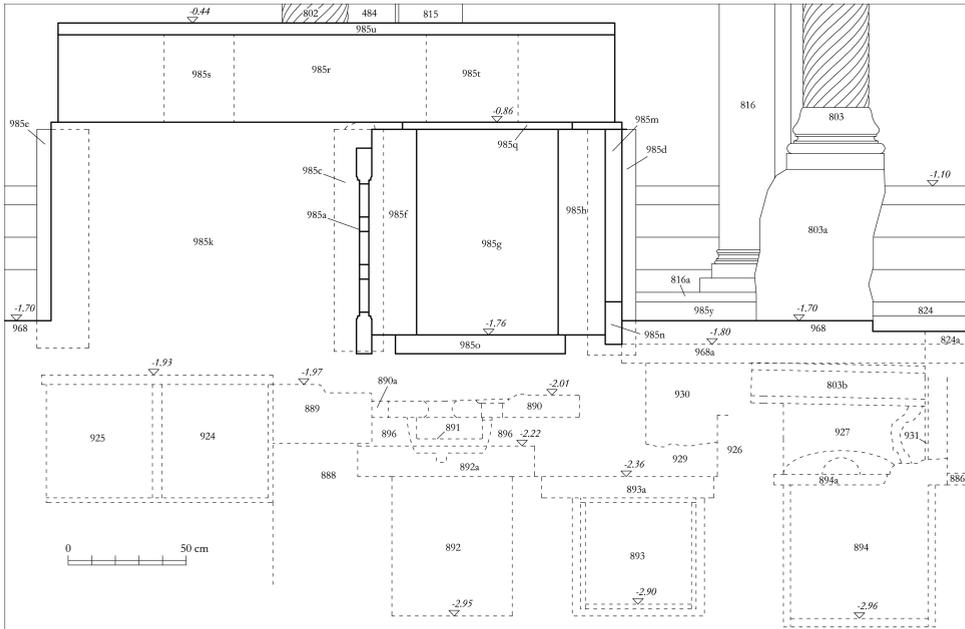 -0.44
802
484
815
985u
985s
985r
985t
-0.86
985e
985q
985m
985d
816
803
985c
-1.10
985a
985f
985h
985k
985g
803a
816a
985y
824
-1.70
968
-1.76
985o
985n
-1.80
-1.70
968
968a
824a
-1.93
-1.97
890a
-2.01
930
803b
889
890
925
924
896
891
896
-2.22
926
927
931
888
892a
929
-2.36
893a
894a
886
0
50 cm
892
893
894
-2.95
-2.90
-2.96